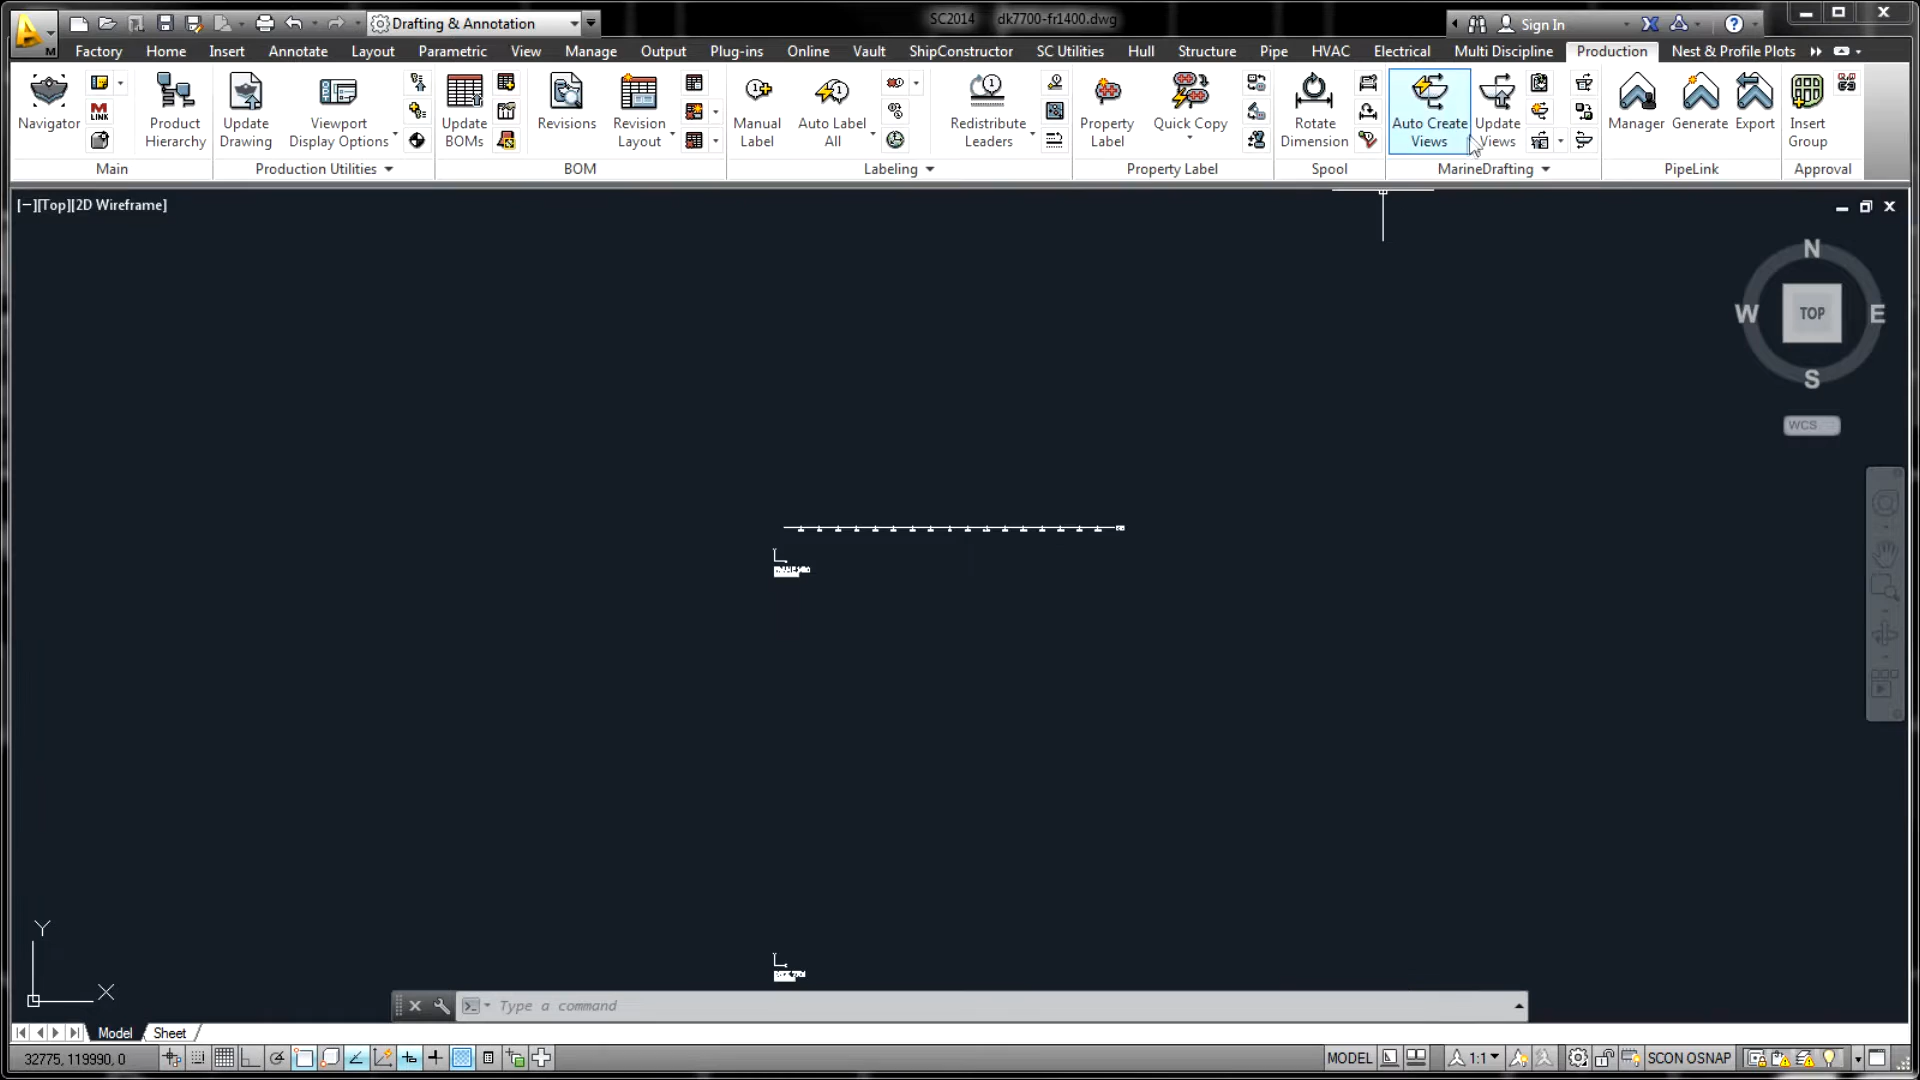 Drafting & Annotation
SC2014 dk7700-fr1400.dwg
Sign In
M
Factory Home Insert Annotate Layout Parametric View Manage Output Plug-ins Online Vault ShipConstructor SC Utilities Hull Structure Pipe HVAC Electrical Multi Discipline Production Nest & Profile Plots
Navigator
M
LINK
Product
Hierarchy
Update
Drawing
Viewport
Display Options
Update
BOMs
Revisions
Revision
Layout
Manual
Label
Auto Label
All
Redistribute
Leaders
Property
Label
Quick Copy
Rotate
Dimension
Auto Create
Views
Update
Views
Manager
Generate
Export
Insert
Group
Main Production Utilities BOM Labeling Property Label Spool MarineDrafting PipeLink Approval
[−][Top][2D Wireframe]
N
W TOP E
S
WCS
Y
X
Type a command
Model Sheet
32775, 119990, 0
MODEL 1:1 SCON OSNAP